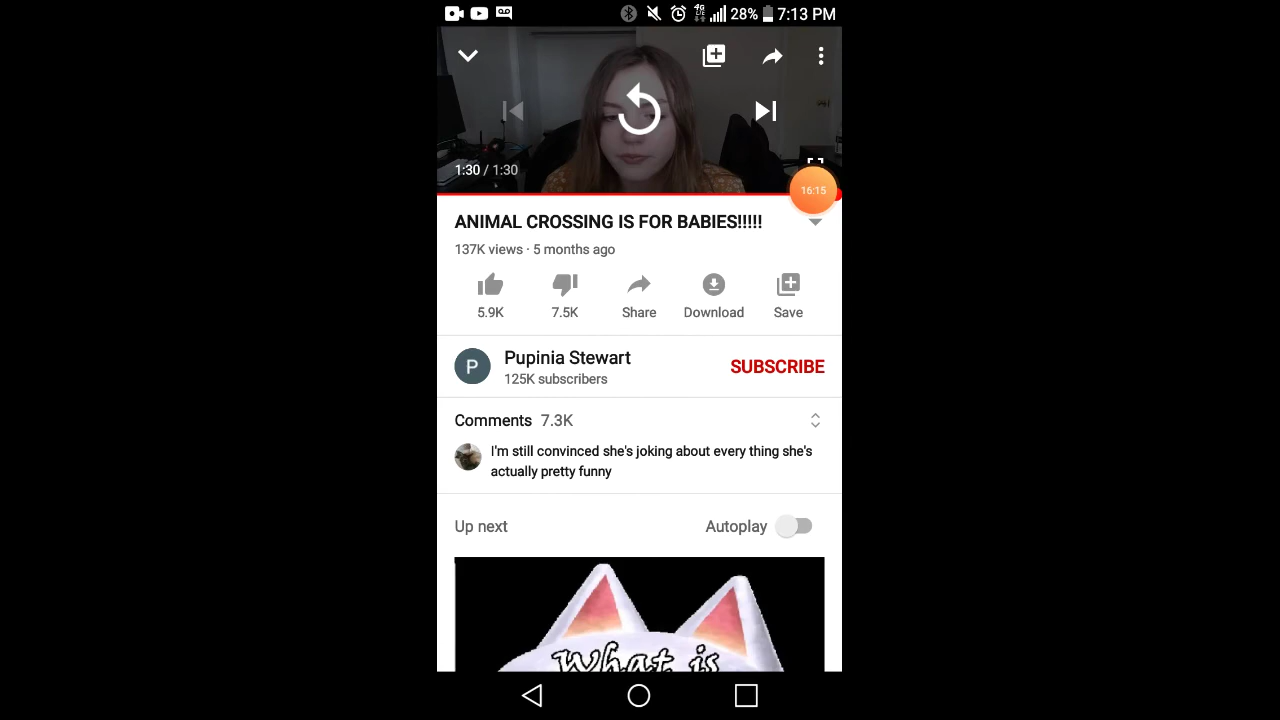 4G
LTE
28%
7:13 PM
1:30 / 1:30
16:15
ANIMAL CROSSING IS FOR BABIES!!!!!
137K views · 5 months ago
5.9K
7.5K
Share
Download
Save
P
Pupinia Stewart
125K subscribers
SUBSCRIBE
Comments 7.3K
I'm still convinced she's joking about every thing she's
actually pretty funny
Up next
Autoplay
What is